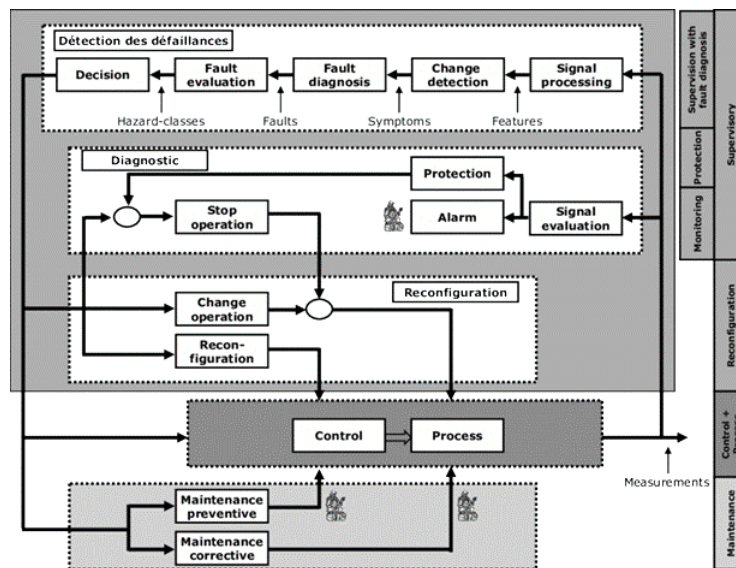 Détection des défaillances
Decision
Fault
evaluation
Fault
diagnosis
Change
detection
Signal
processing
Hazard-classes
Faults
Symptoms
Features
Diagnostic
Protection
Stop
operation
Alarm
Signal
evaluation
Reconfiguration
Change
operation
Recon-
figuration
Control
Process
Measurements
Maintenance
preventive
Maintenance
corrective
Supervision with
fault diagnosis
Protection
Monitoring
Supervisory
Reconfiguration
Control +
Maintenance